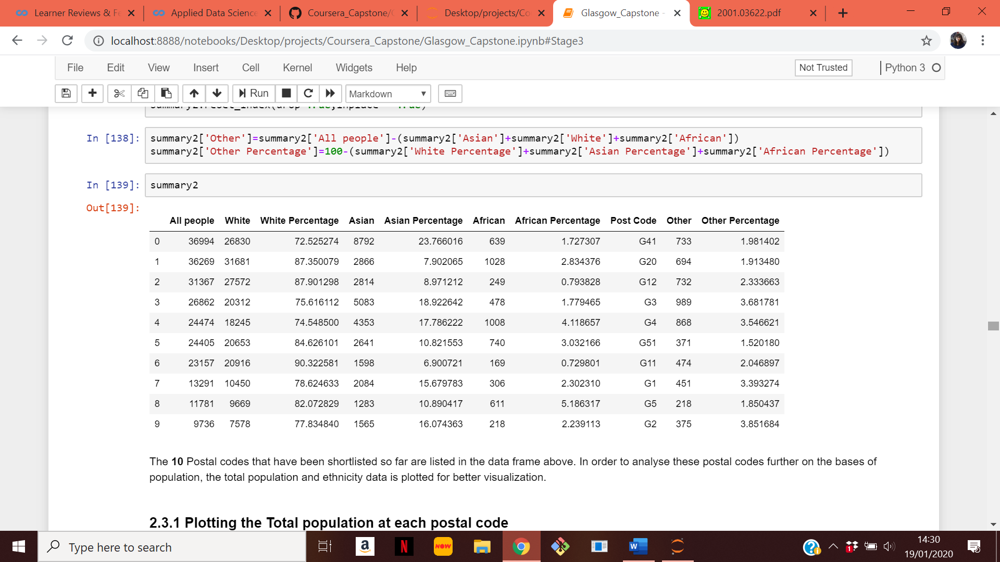 Learner Reviews & Fe
Applied Data Science
Coursera_Capstone/
Desktop/projects/Co
Glasgow_Capstone -
2001.03622.pdf
localhost:8888/notebooks/Desktop/projects/Coursera_Capstone/Glasgow_Capstone.ipynb#Stage3
File Edit View Insert Cell Kernel Widgets Help Not Trusted Python 3
Run Markdown
In [138]: summary2['Other']=summary2['All people']-(summary2['Asian']+summary2['White']+summary2['African'])
summary2['Other Percentage']=100-(summary2['White Percentage']+summary2['Asian Percentage']+summary2['African Percentage'])
In [139]: summary2
Out[139]:
All people White White Percentage Asian Asian Percentage African African Percentage Post Code Other Other Percentage
0 36994 26830 72.525274 8792 23.766016 639 1.727307 G41 733 1.981402
1 36269 31681 87.350079 2866 7.902065 1028 2.834376 G20 694 1.913480
2 31367 27572 87.901298 2814 8.971212 249 0.793828 G12 732 2.333663
3 26862 20312 75.616112 5083 18.922642 478 1.779465 G3 989 3.681781
4 24474 18245 74.548500 4353 17.786222 1008 4.118657 G4 868 3.546621
5 24405 20653 84.626101 2641 10.821553 740 3.032166 G51 371 1.520180
6 23157 20916 90.322581 1598 6.900721 169 0.729801 G11 474 2.046897
7 13291 10450 78.624633 2084 15.679783 306 2.302310 G1 451 3.393274
8 11781 9669 82.072829 1283 10.890417 611 5.186317 G5 218 1.850437
9 9736 7578 77.834840 1565 16.074363 218 2.239113 G2 375 3.851684
The 10 Postal codes that have been shortlisted so far are listed in the data frame above. In order to analyse these postal codes further on the bases of
population, the total population and ethnicity data is plotted for better visualization.
2.3.1 Plotting the Total population at each postal code
Type here to search
a
N
NOW
W
1
14:30
19/01/2020